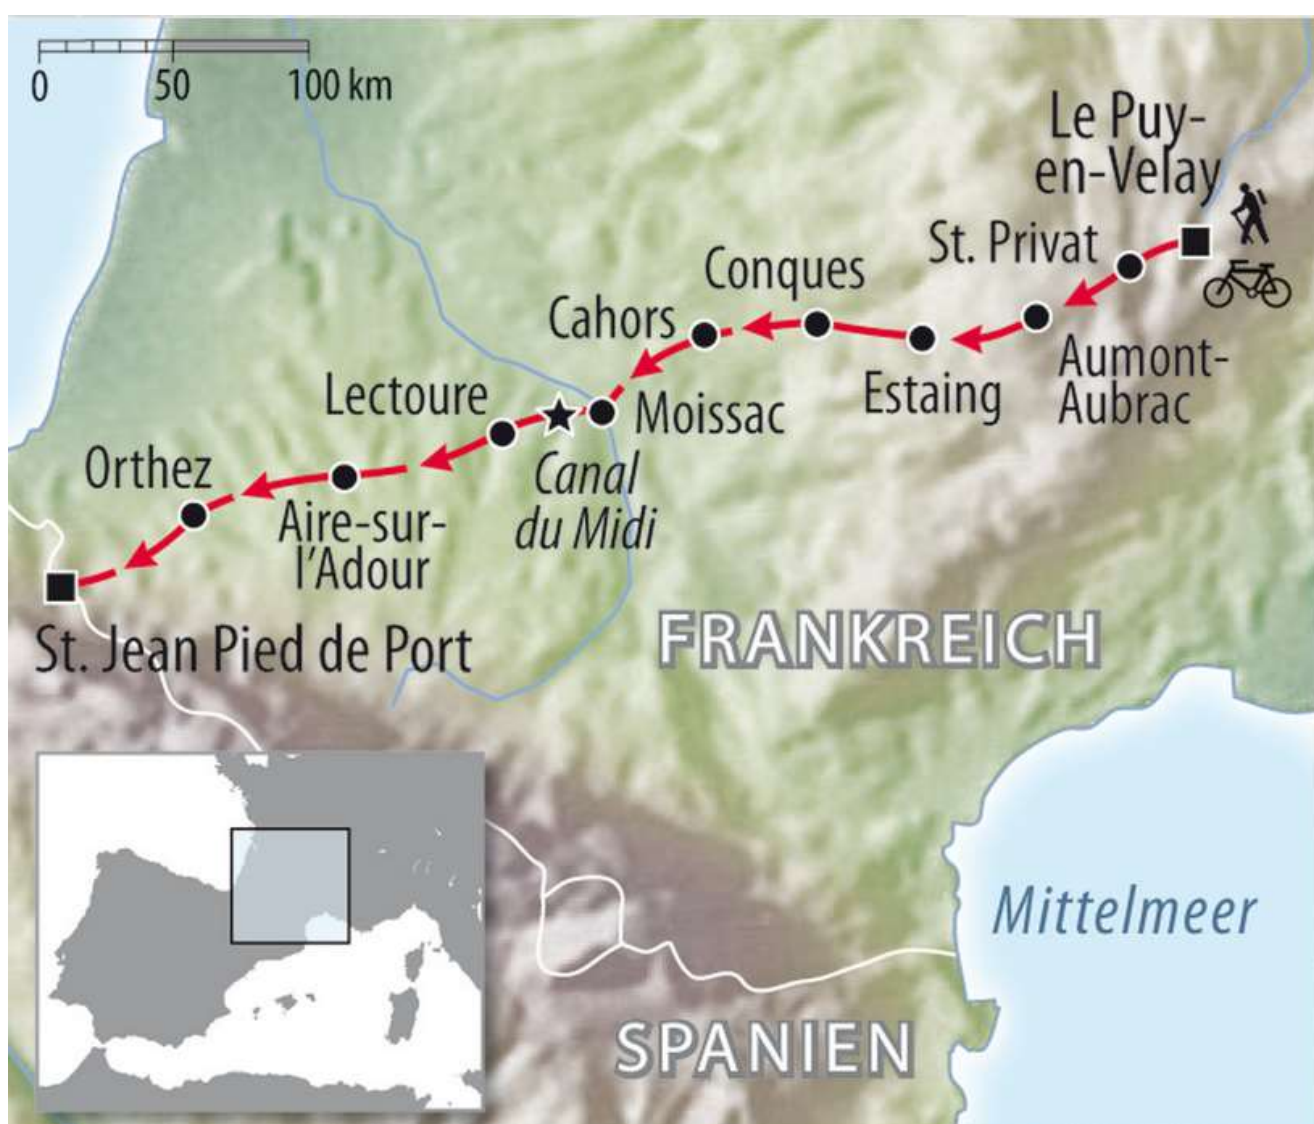 0 50 100 km
Le Puy-
en-Velay
St. Privat
Conques
Cahors
Aumont-
Aubrac
Estaing
Lectoure
Moissac
Canal
du Midi
Orthez
Aire-sur-
l'Adour
St. Jean Pied de Port
FRANKREICH
Mittelmeer
SPANIEN